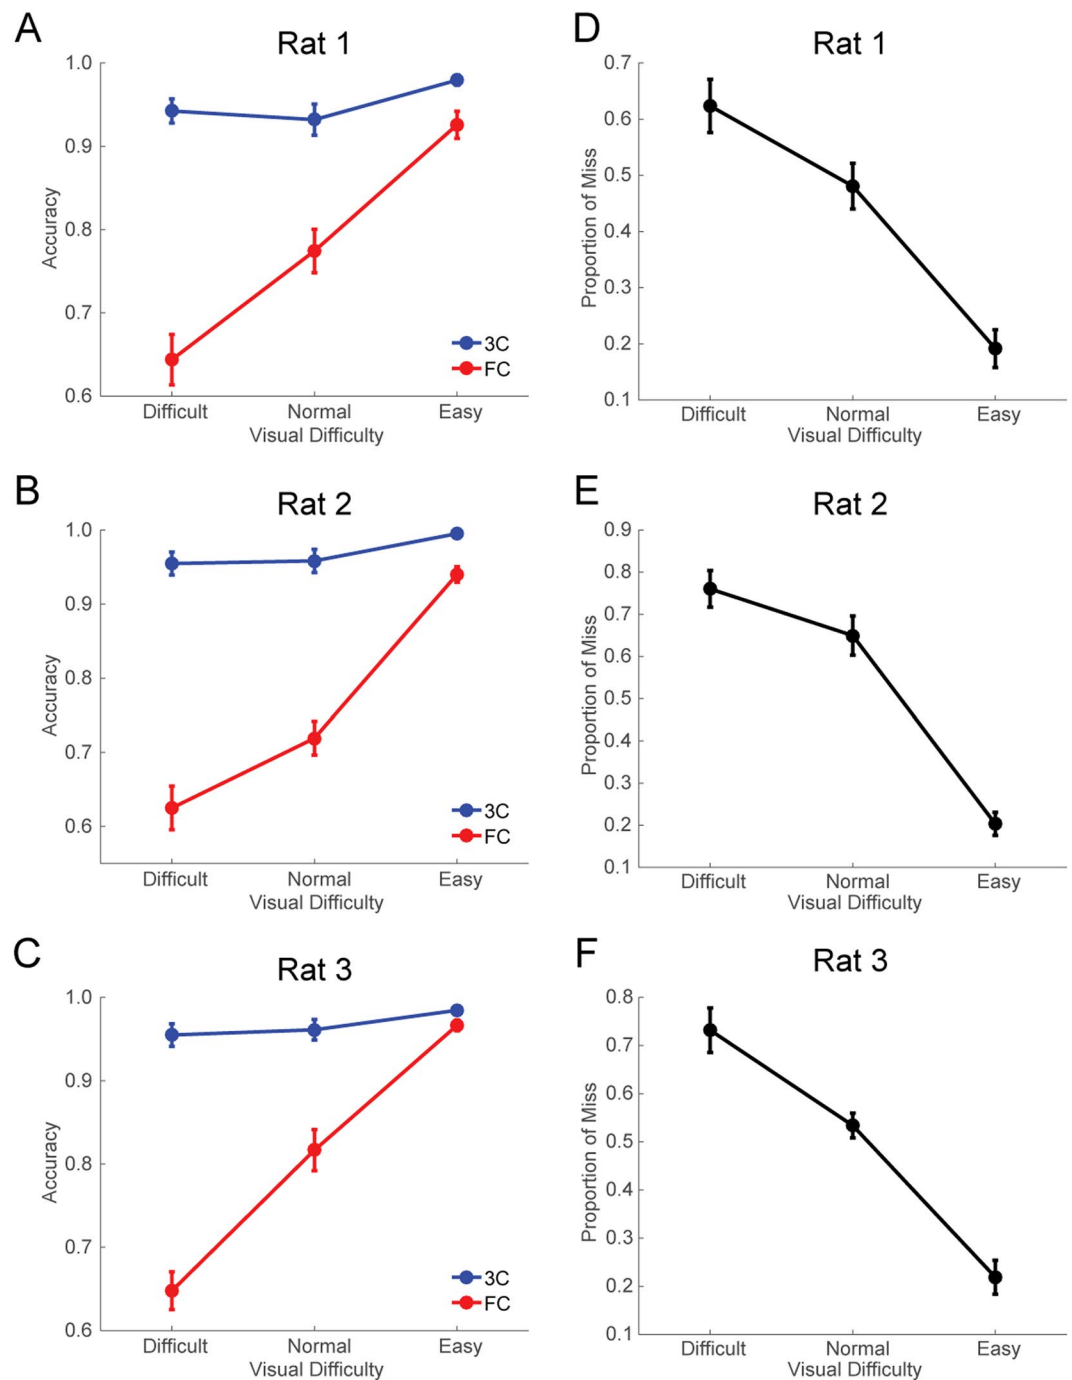 A
Rat 1
1.0
0.9
0.8
0.7
0.6
Accuracy
3C
FC
Difficult Normal Easy
Visual Difficulty
D
Rat 1
0.7
0.6
0.5
0.4
0.3
0.2
0.1
Proportion of Miss
Difficult Normal Easy
Visual Difficulty
B
Rat 2
1.0
0.9
0.8
0.7
0.6
Accuracy
3C
FC
Difficult Normal Easy
Visual Difficulty
E
Rat 2
0.9
0.8
0.7
0.6
0.5
0.4
0.3
0.2
0.1
Proportion of Miss
Difficult Normal Easy
Visual Difficulty
C
Rat 3
1.0
0.9
0.8
0.7
0.6
Accuracy
3C
FC
Difficult Normal Easy
Visual Difficulty
F
Rat 3
0.8
0.7
0.6
0.5
0.4
0.3
0.2
0.1
Proportion of Miss
Difficult Normal Easy
Visual Difficulty